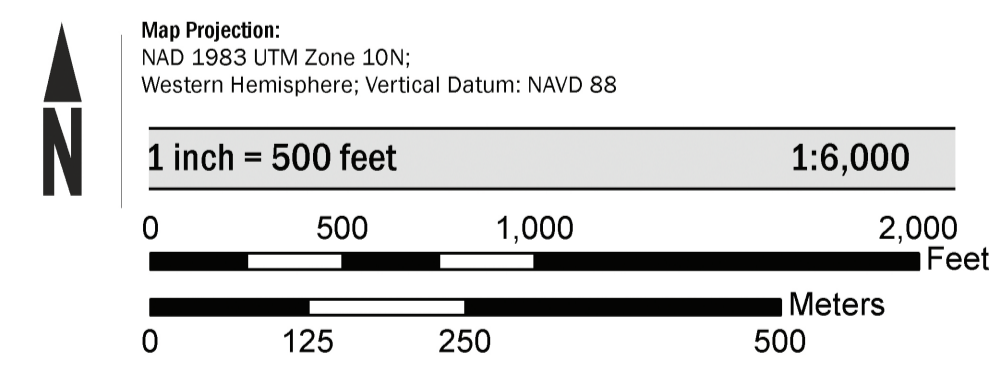 N
Map Projection:
NAD 1983 UTM Zone 10N;
Western Hemisphere; Vertical Datum: NAVD 88
1 inch = 500 feet 1:6,000
0 500 1,000 2,000
Feet
Meters
0 125 250 500